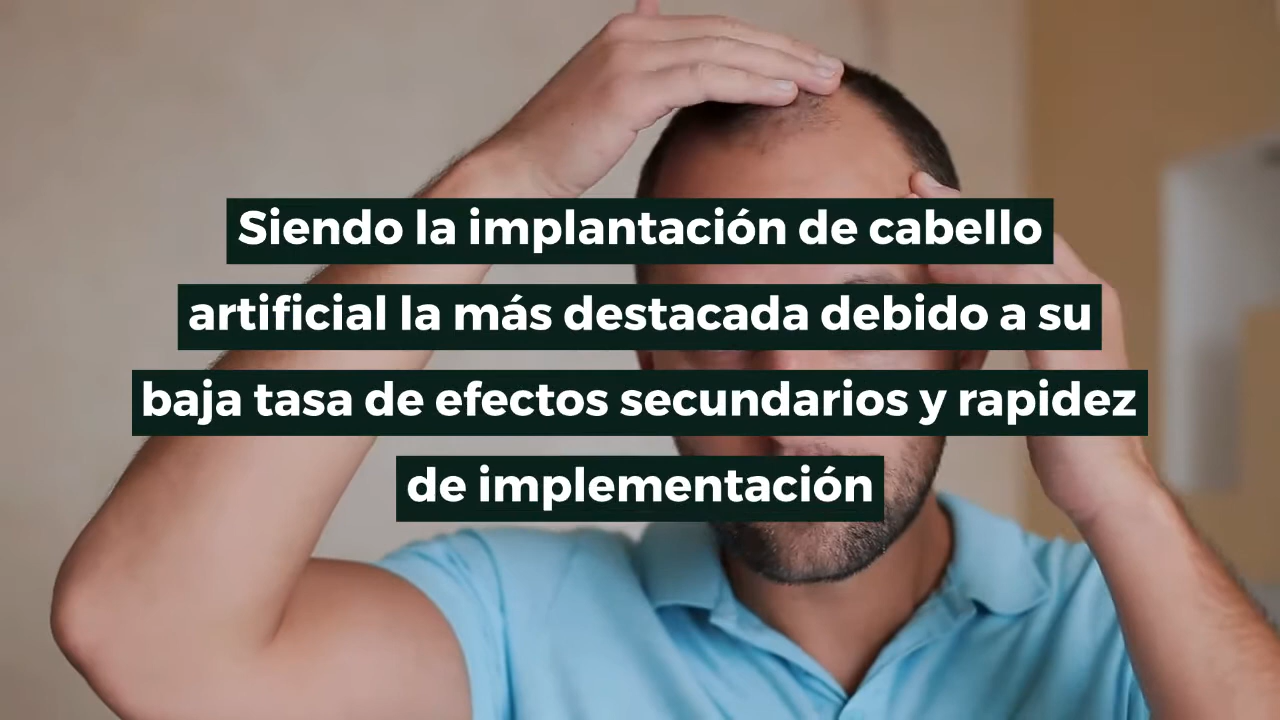 Siendo la implantación de cabello
artificial la más destacada debido a su
baja tasa de efectos secundarios y rapidez
de implementación